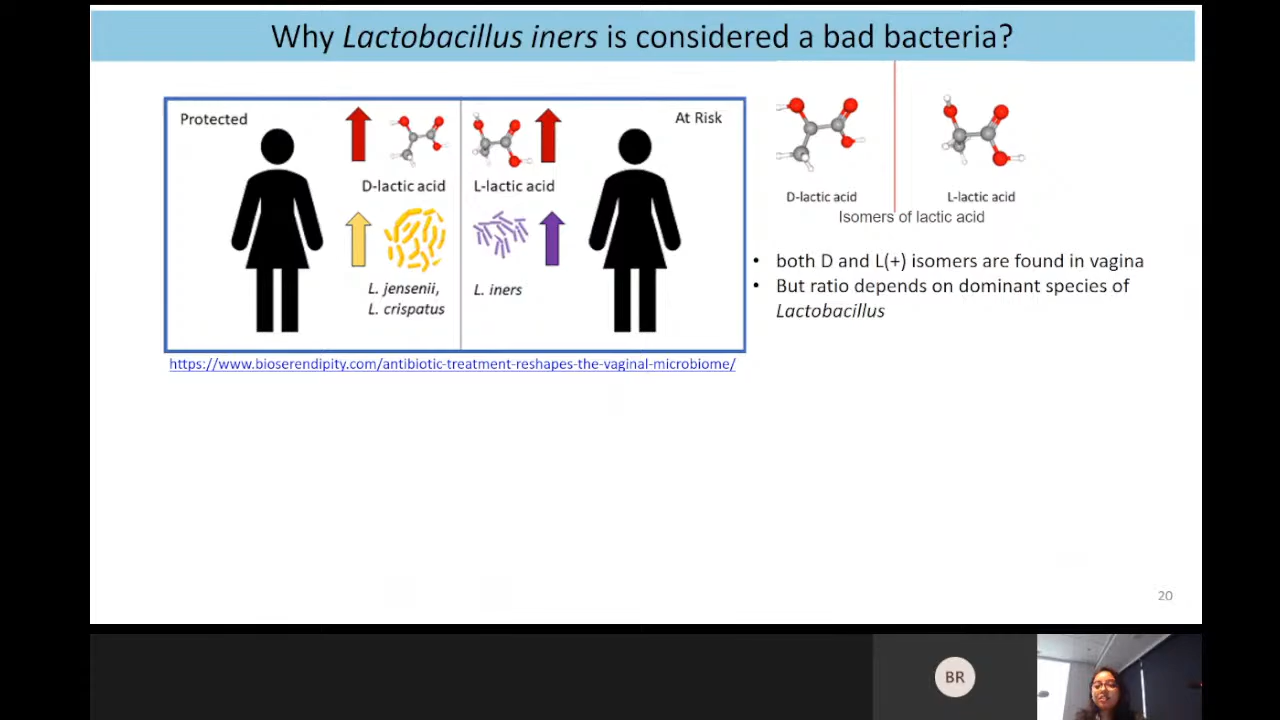 Why Lactobacillus iners is considered a bad bacteria?
Protected
At Risk
D-lactic acid
L-lactic acid
L. jensenii,
L. crispatus
L. iners
https://www.bioserendipity.com/antibiotic-treatment-reshapes-the-vaginal-microbiome/
D-lactic acid
L-lactic acid
Isomers of lactic acid
• both D and L(+) isomers are found in vagina
• But ratio depends on dominant species of
Lactobacillus
20
BR